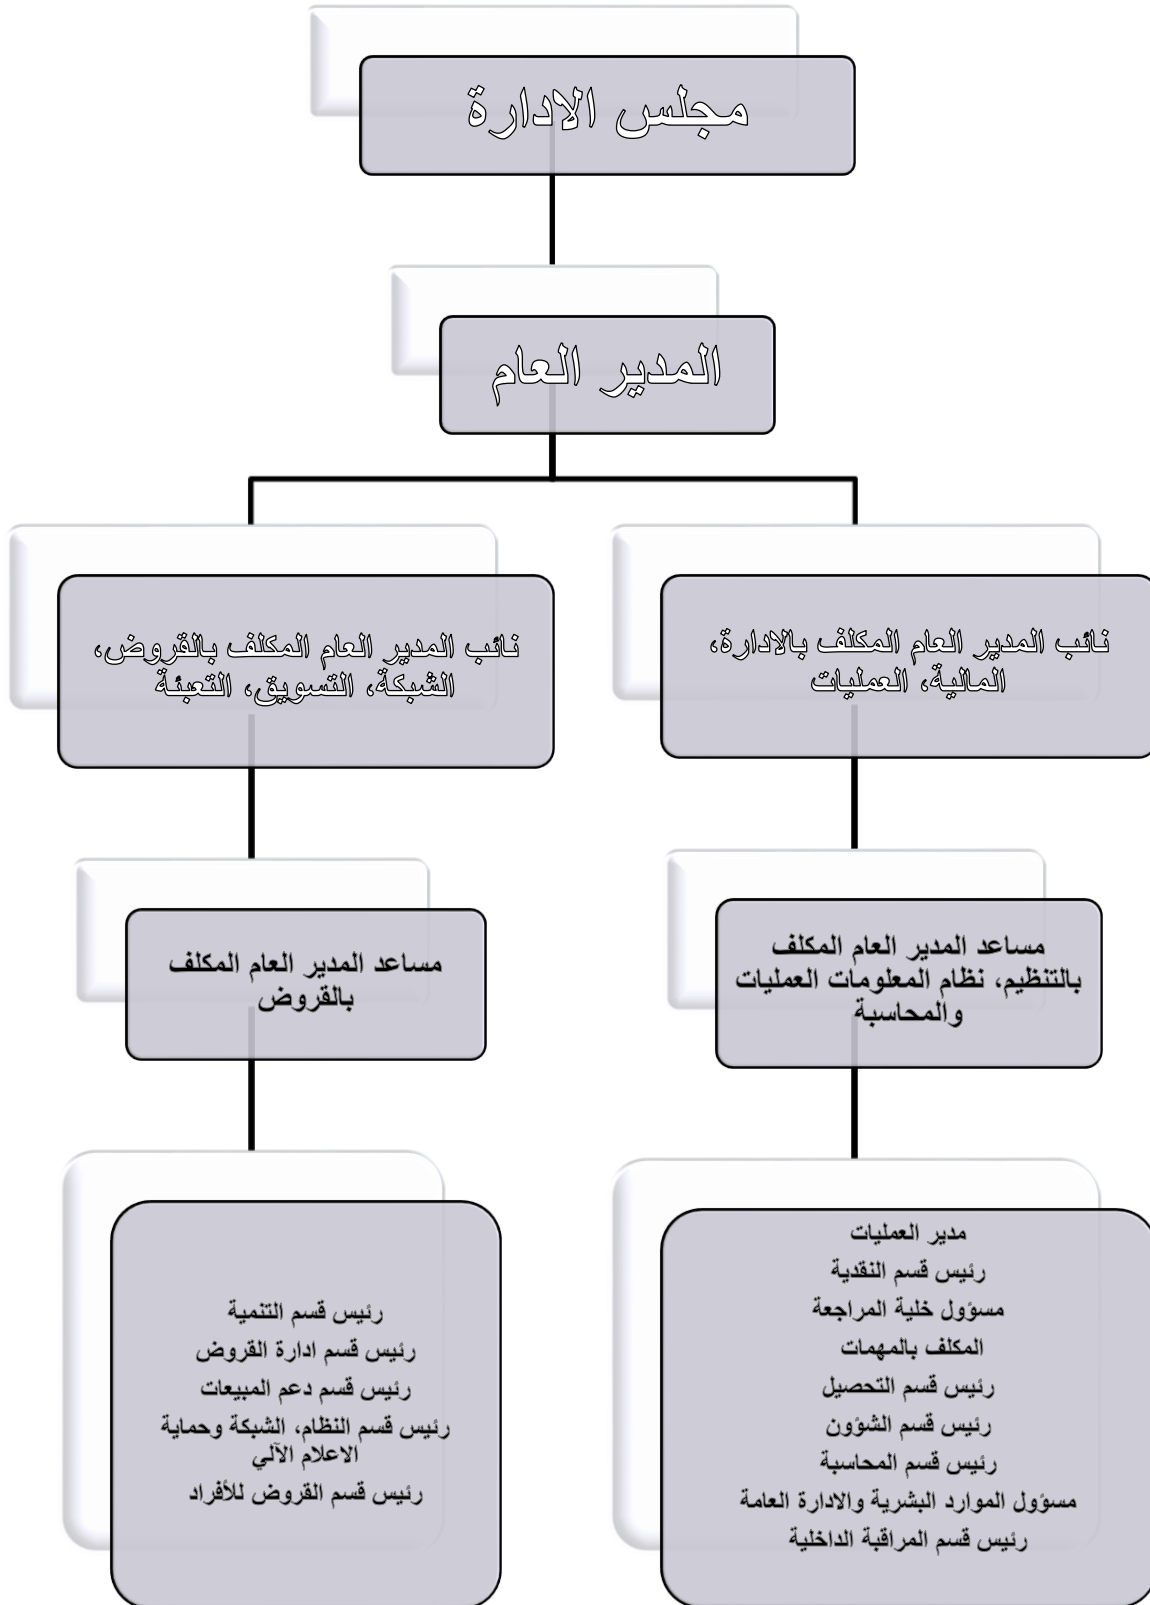 مجلس الادارة
المدير العام
نائب المدير العام المكلف بالادارة،
المالية، العمليات
نائب المدير العام المكلف بالقروض،
الشبكة، التسويق، التعبئة
مساعد المدير العام المكلف
بالتنظيم، نظام المعلومات العمليات
والمحاسبة
مساعد المدير العام المكلف
بالقروض
مدير العمليات
رئيس قسم النقدية
مسؤول خلية المراجعة
المكلف بالمهمات
رئيس قسم التحصيل
رئيس قسم الشؤون
رئيس قسم المحاسبة
مسؤول الموارد البشرية والادارة العامة
رئيس قسم المراقبة الداخلية
رئيس قسم التنمية
رئيس قسم ادارة القروض
رئيس قسم دعم المبيعات
رئيس قسم النظام، الشبكة وحماية
الاعلام الآلي
رئيس قسم القروض للأفراد